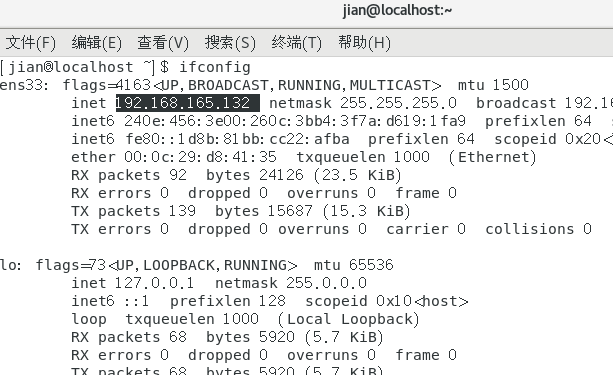 jian@localhost:~
文件(F) 编辑(E) 查看(V) 搜索(S) 终端(T) 帮助(H)
[jian@localhost ~]$ ifconfig
ens33: flags=4163<UP,BROADCAST,RUNNING,MULTICAST> mtu 1500
inet 192.168.165.132 netmask 255.255.255.0 broadcast 192.16
inet6 240e:456:3e00:260c:3bb4:3f7a:d619:1fa9 prefixlen 64 s
inet6 fe80::1d8b:81bb:cc22:afba prefixlen 64 scopeid 0x20<
ether 00:0c:29:d8:41:35 txqueuelen 1000 (Ethernet)
RX packets 92 bytes 24126 (23.5 KiB)
RX errors 0 dropped 0 overruns 0 frame 0
TX packets 139 bytes 15687 (15.3 KiB)
TX errors 0 dropped 0 overruns 0 carrier 0 collisions 0
lo: flags=73<UP,LOOPBACK,RUNNING> mtu 65536
inet 127.0.0.1 netmask 255.0.0.0
inet6 ::1 prefixlen 128 scopeid 0x10<host>
loop txqueuelen 1000 (Local Loopback)
RX packets 68 bytes 5920 (5.7 KiB)
RX errors 0 dropped 0 overruns 0 frame 0
TX packets 68 bytes 5920 (5.7 KiB)